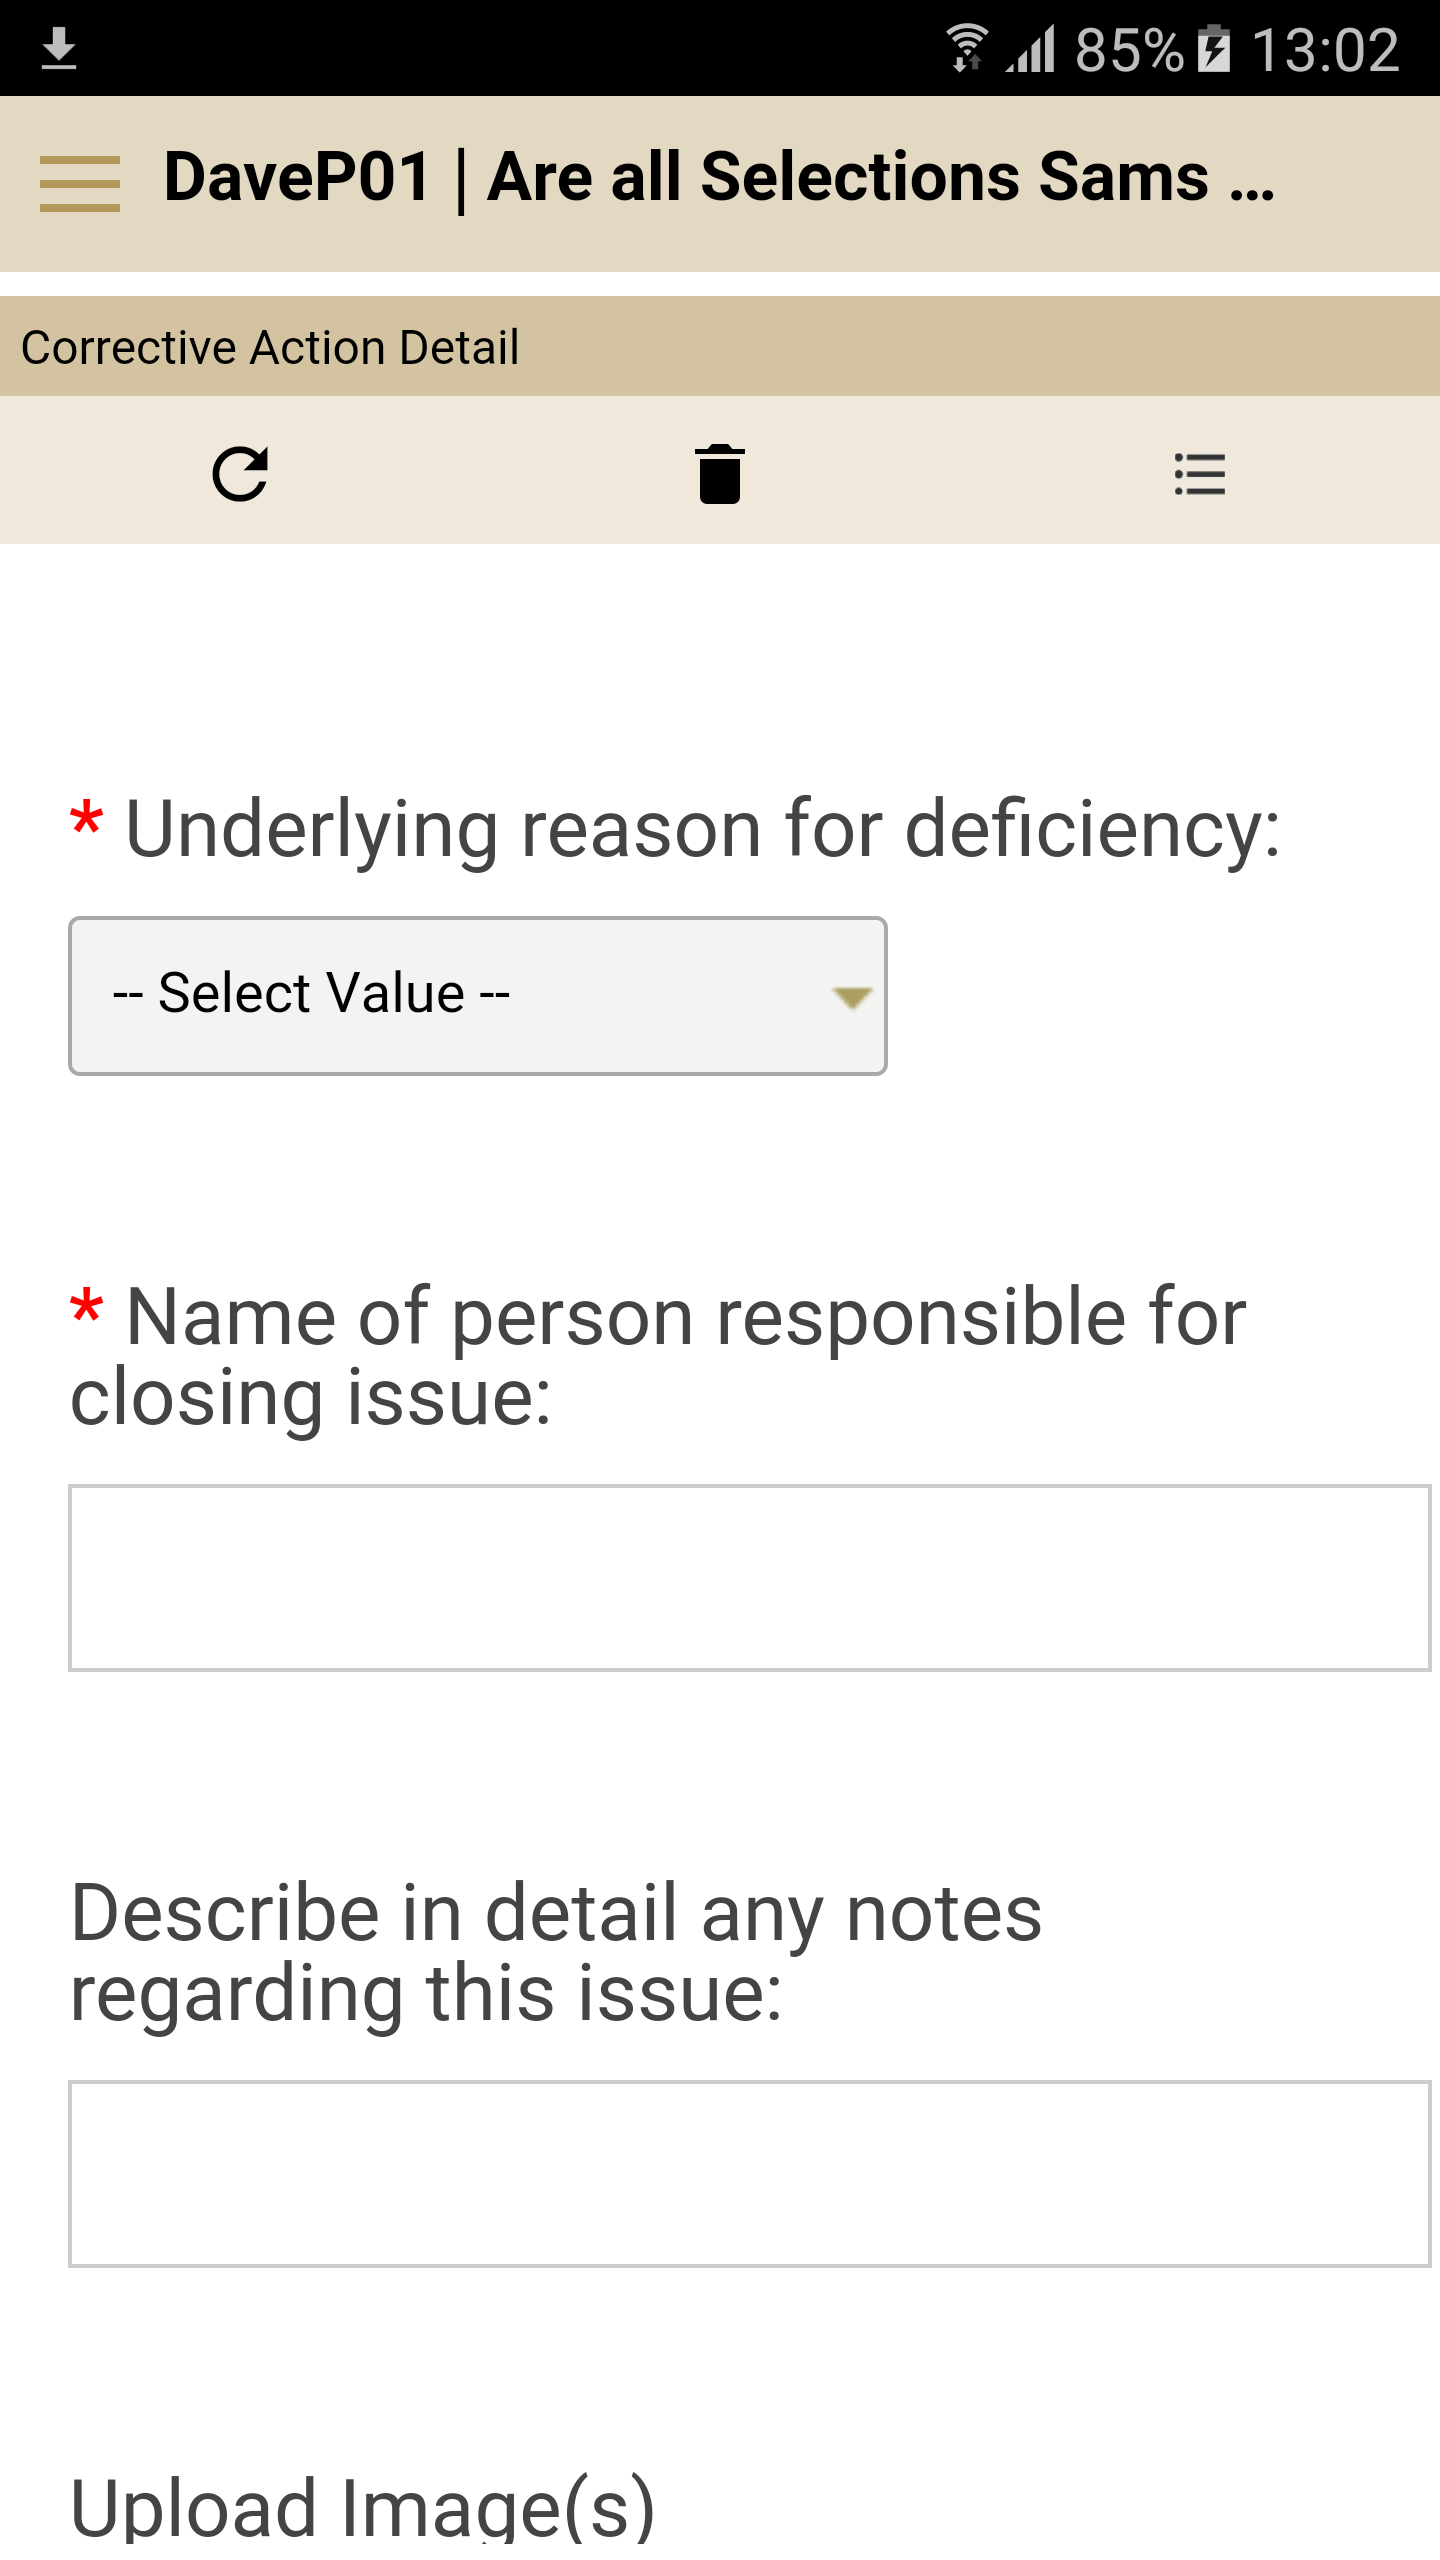 85% 13:02
DaveP01 | Are all Selections Sams ...
Corrective Action Detail
* Underlying reason for deficiency:
-- Select Value --
* Name of person responsible for
closing issue:
Describe in detail any notes
regarding this issue:
Upload Image(s)